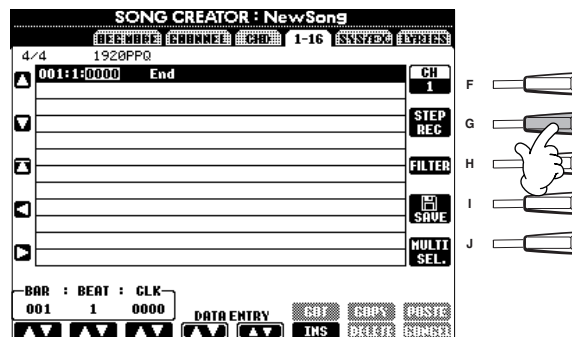 SONG CREATOR : NewSong
REC MODE CHANNEL CHD 1-16 SYS/EX. LYRICS
4/4 1920PPQ
001:1:0000 End
CH
1
STEP
REC
FILTER
SAVE
MULTI
SEL.
F
G
H
I
J
BAR : BEAT : CLK
001 1 0000
DATA ENTRY
CUT COPY PASTE
INS DELETE CANCEL